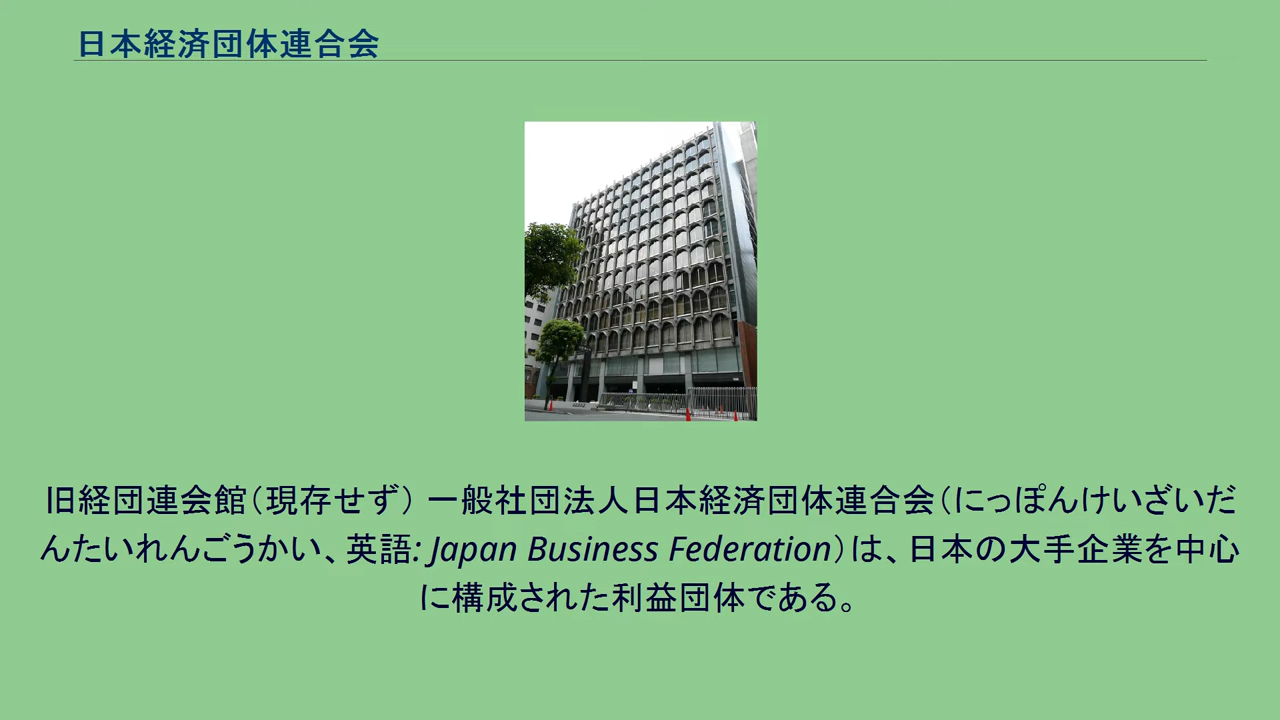 日本経済団体連合会
旧経団連会館（現存せず） 一般社団法人日本経済団体連合会（にっぽんけいざいだ
んたいれんごうかい、英語: Japan Business Federation）は、日本の大手企業を中心
に構成された利益団体である。